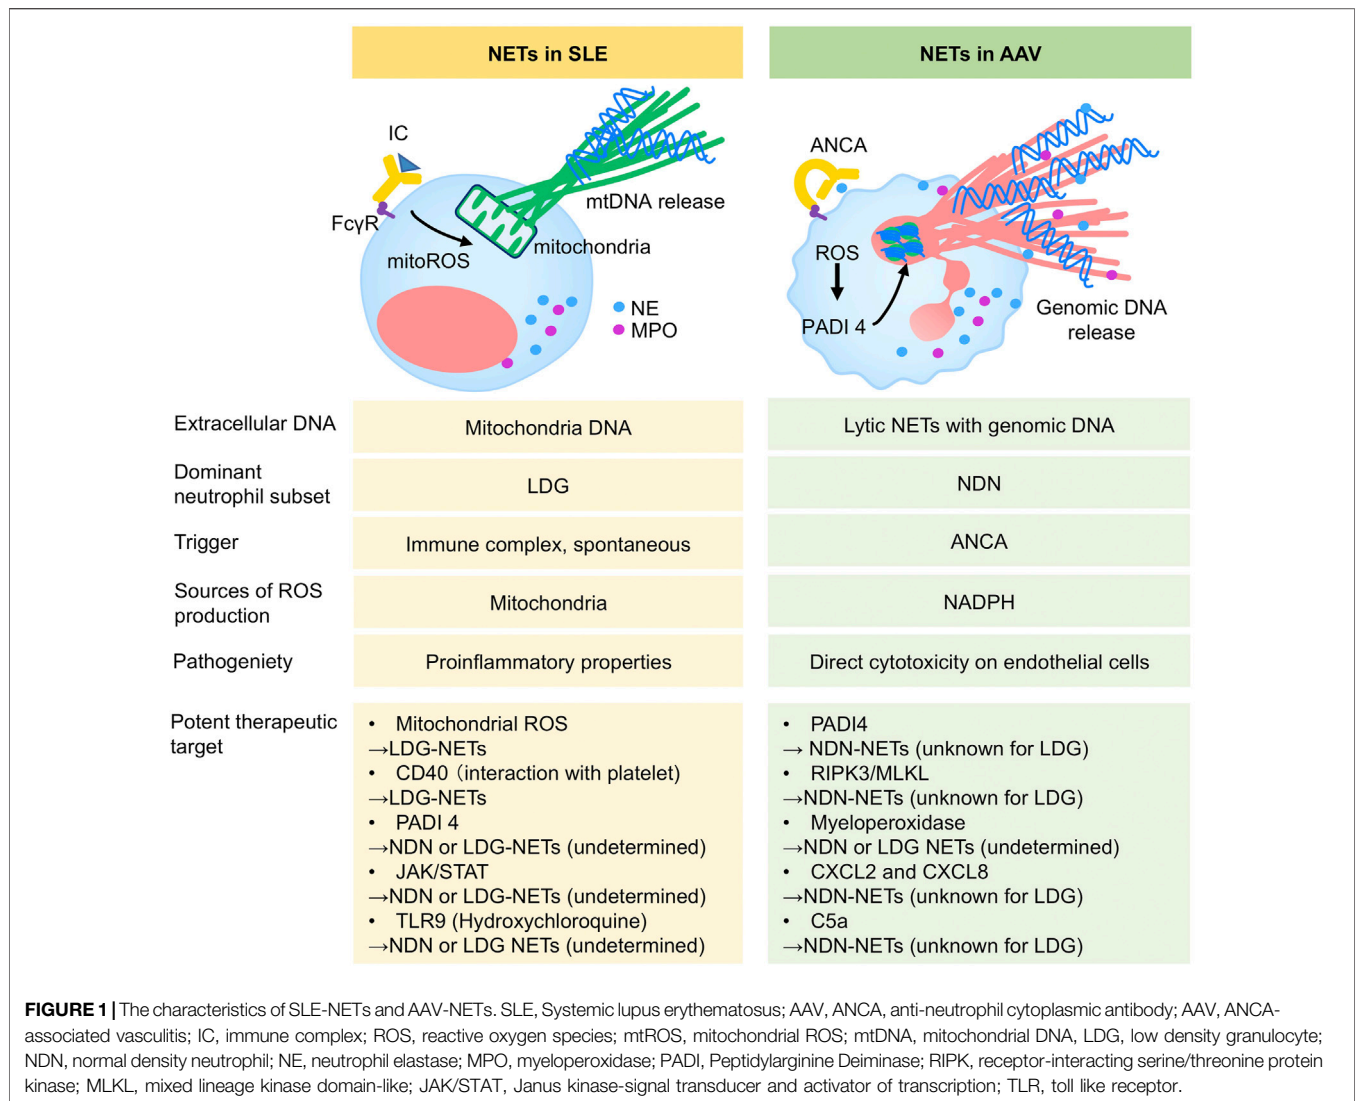 NETs in SLE
NETs in AAV
IC
FcγR
mitoROS
mtDNA release
mitochondria
NE
MPO
ANCA
ROS
PADI 4
Genomic DNA
release
Extracellular DNA
Mitochondria DNA
Lytic NETs with genomic DNA
Dominant
neutrophil subset
LDG
NDN
Trigger
Immune complex, spontaneous
ANCA
Sources of ROS
production
Mitochondria
NADPH
Pathogeniety
Proinflammatory properties
Direct cytotoxicity on endothelial cells
Potent therapeutic
target
• Mitochondrial ROS
→LDG-NETs
• CD40 (interaction with platelet)
→LDG-NETs
• PADI 4
→NDN or LDG-NETs (undetermined)
• JAK/STAT
→NDN or LDG-NETs (undetermined)
• TLR9 (Hydroxychloroquine)
→NDN or LDG NETs (undetermined)
• PADI4
→ NDN-NETs (unknown for LDG)
• RIPK3/MLKL
→NDN-NETs (unknown for LDG)
• Myeloperoxidase
→NDN or LDG NETs (undetermined)
• CXCL2 and CXCL8
→NDN-NETs (unknown for LDG)
• C5a
→NDN-NETs (unknown for LDG)
FIGURE 1 | The characteristics of SLE-NETs and AAV-NETs. SLE, Systemic lupus erythematosus; AAV, ANCA, anti-neutrophil cytoplasmic antibody; AAV, ANCA-
associated vasculitis; IC, immune complex; ROS, reactive oxygen species; mtROS, mitochondrial ROS; mtDNA, mitochondrial DNA, LDG, low density granulocyte;
NDN, normal density neutrophil; NE, neutrophil elastase; MPO, myeloperoxidase; PADI, Peptidylarginine Deiminase; RIPK, receptor-interacting serine/threonine protein
kinase; MLKL, mixed lineage kinase domain-like; JAK/STAT, Janus kinase-signal transducer and activator of transcription; TLR, toll like receptor.